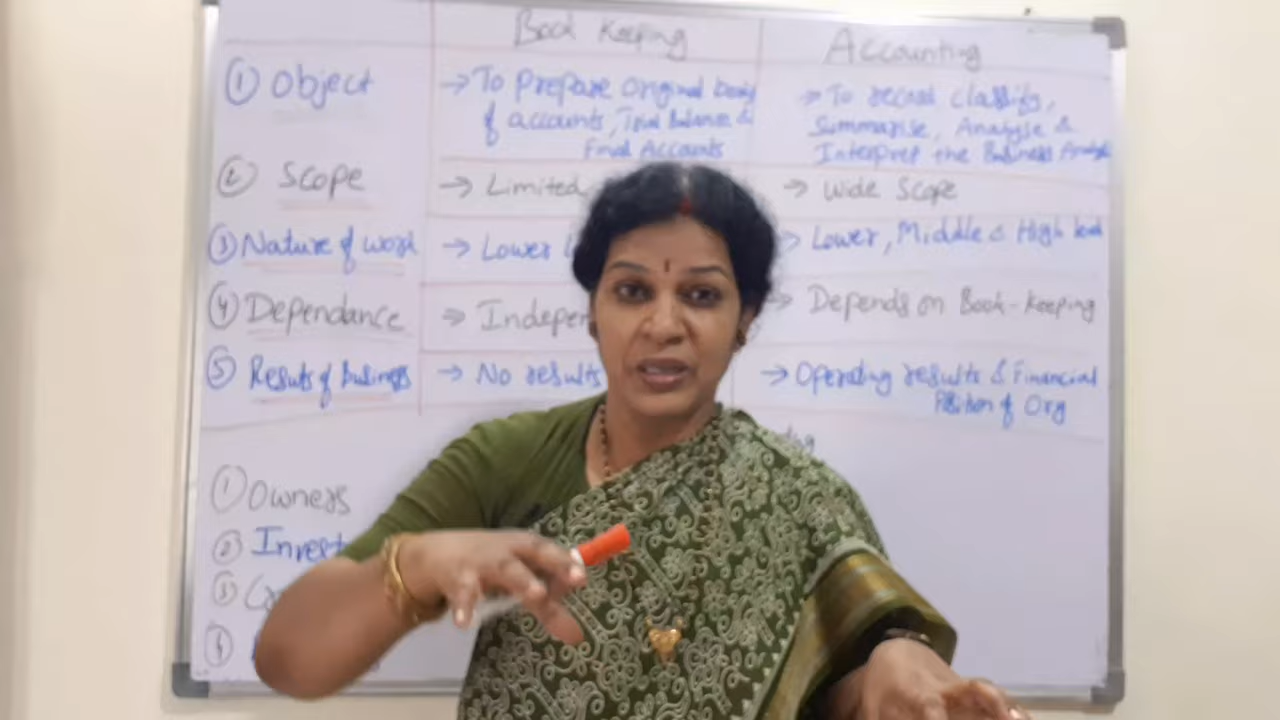 Book Keeping Accounting
① Object → To prepare original books → To record classify,
of accounts, Trial Balance & Summarise, Analyse &
Final Accounts Interpret the Business
② Scope → Limited → Wide Scope
③ Nature of work → Lower → Lower, Middle & High level
④ Dependance → Indepen → Depends on Book-keeping
⑤ Results of business → No results → Operating results & Financial
Position of Org
① Owners
② Invest
③
④